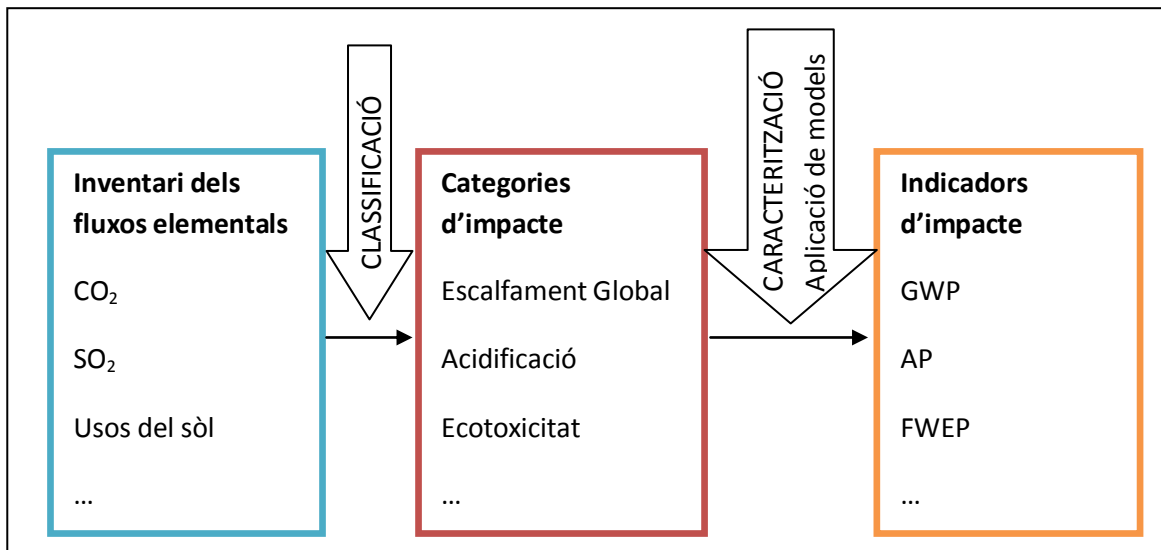 CLASSIFICACIÓ
CARACTERITZACIÓ
Aplicació de models
Inventari dels
fluxos elementals
CO₂
SO₂
Usos del sòl
...
Categories
d’impacte
Escalfament Global
Acidificació
Ecotoxicitat
...
Indicadors
d’impacte
GWP
AP
FWEP
...